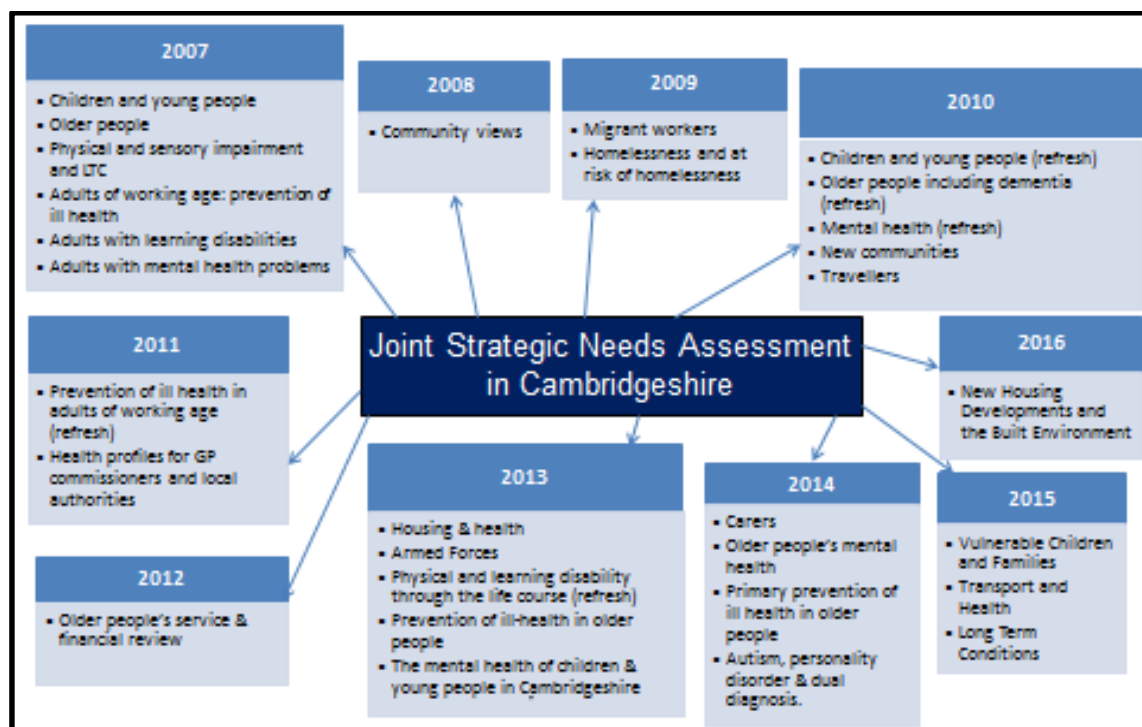 2007
▪ Children and young people
▪ Older people
▪ Physical and sensory impairment
and LTC
▪ Adults of working age: prevention of
ill health
▪ Adults with learning disabilities
▪ Adults with mental health problems
2008
▪ Community views
2009
▪ Migrant workers
▪ Homelessness and at
risk of homelessness
2010
▪ Children and young people (refresh)
▪ Older people including dementia
(refresh)
▪ Mental health (refresh)
▪ New communities
▪ Travellers
Joint Strategic Needs Assessment
in Cambridgeshire
2011
▪ Prevention of ill health in
adults of working age
(refresh)
▪ Health profiles for GP
commissioners and local
authorities
2016
▪ New Housing
Developments and
the Built Environment
2012
▪ Older people's service &
financial review
2013
▪ Housing & health
▪ Armed Forces
▪ Physical and learning disability
through the life course (refresh)
▪ Prevention of ill-health in older
people
▪ The mental health of children &
young people in Cambridgeshire
2014
▪ Carers
▪ Older people's mental
health
▪ Primary prevention of
ill health in older
people
▪ Autism, personality
disorder & dual
diagnosis.
2015
▪ Vulnerable Children
and Families
▪ Transport and
Health
▪ Long Term
Conditions